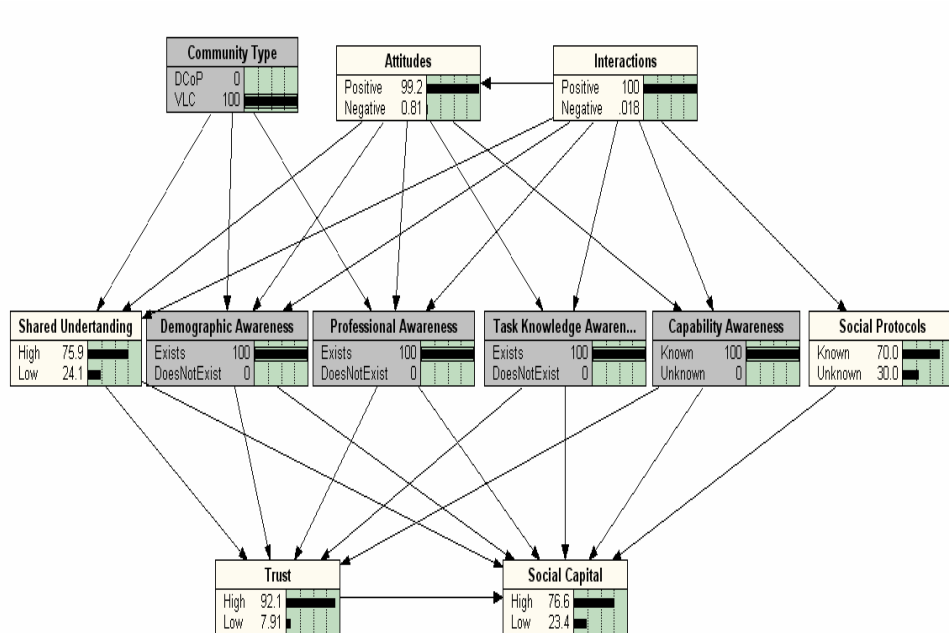 Community Type
DCoP 0
VLC 100
Attitudes
Positive 99.2
Negative 0.81
Interactions
Positive 100
Negative .018
Shared Undertanding
High 75.9
Low 24.1
Demographic Awareness
Exists 100
DoesNotExist 0
Professional Awareness
Exists 100
DoesNotExist 0
Task Knowledge Awaren...
Exists 100
DoesNotExist 0
Capability Awareness
Known 100
Unknown 0
Social Protocols
Known 70.0
Unknown 30.0
Trust
High 92.1
Low 7.91
Social Capital
High 76.6
Low 23.4